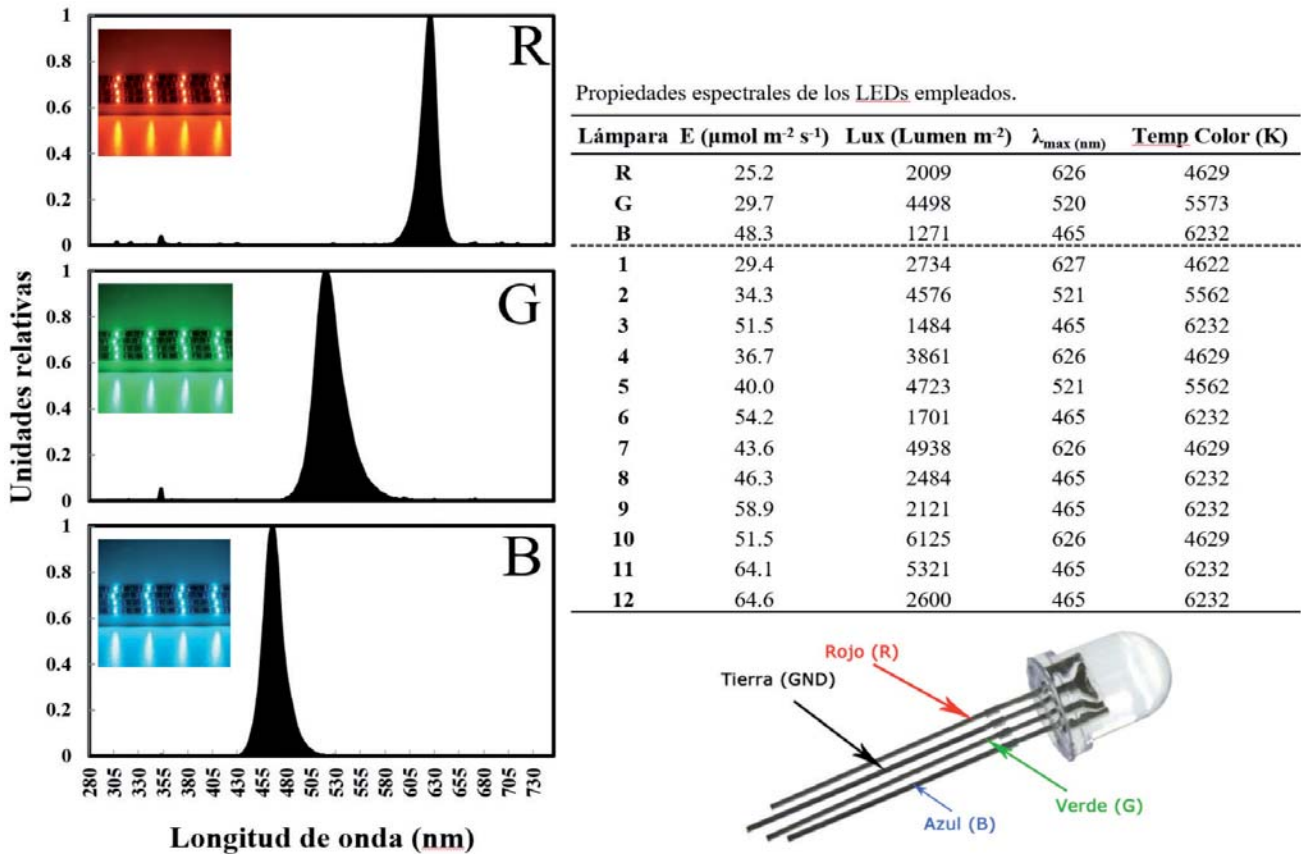 Unidades relativas
1
0.8
0.6
0.4
0.2
0
R
1
0.8
0.6
0.4
0.2
0
G
1
0.8
0.6
0.4
0.2
0
B
280 305 330 355 380 405 430 455 480 505 530 555 580 605 630 655 680 705 730
Longitud de onda (nm)
Propiedades espectrales de los LEDs empleados.
Lámpara E (µmol m⁻² s⁻¹) Lux (Lumen m⁻²) λmax (nm) Temp Color (K)
R 25.2 2009 626 4629
G 29.7 4498 520 5573
B 48.3 1271 465 6232
1 29.4 2734 627 4622
2 34.3 4576 521 5562
3 51.5 1484 465 6232
4 36.7 3861 626 4629
5 40.0 4723 521 5562
6 54.2 1701 465 6232
7 43.6 4938 626 4629
8 46.3 2484 465 6232
9 58.9 2121 465 6232
10 51.5 6125 626 4629
11 64.1 5321 465 6232
12 64.6 2600 465 6232
Rojo (R)
Tierra (GND)
Verde (G)
Azul (B)